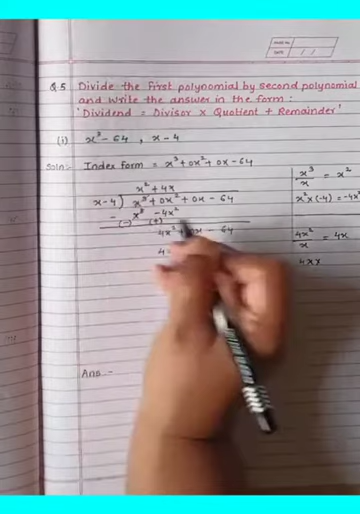 Q.5 Divide the first polynomial by second polynomial
and write the answer in the form :
'Dividend = Divisor × Quotient + Remainder'
(i) x³ - 64 , x - 4
Soln:- Index form = x³ + 0x² + 0x - 64
x² + 4x
x - 4 ) x³ + 0x² + 0x - 64
- x³ - 4x²
(-) (+)
4x² + 0x - 64
4
x³/x = x²
x² × (-4) = -4x²
4x²/x = 4x
4x × x
Ans :-